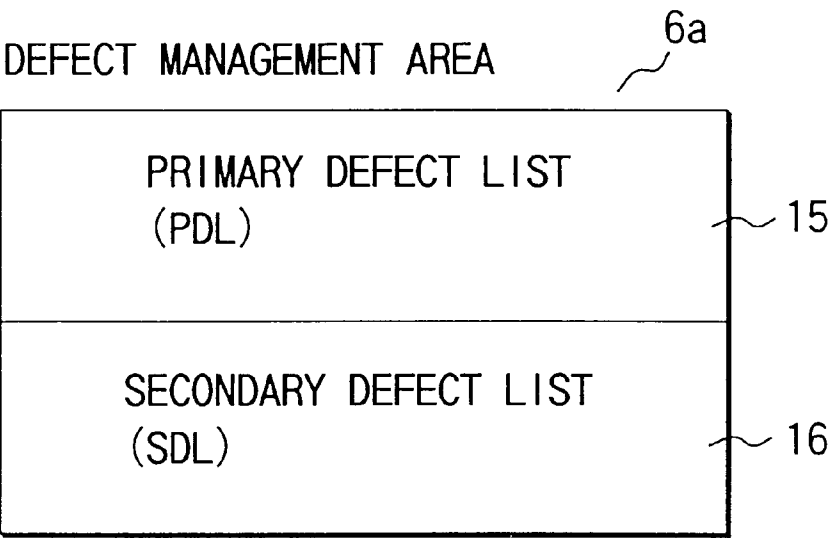 6a
DEFECT MANAGEMENT AREA
PRIMARY DEFECT LIST
(PDL)
15
SECONDARY DEFECT LIST
(SDL)
16